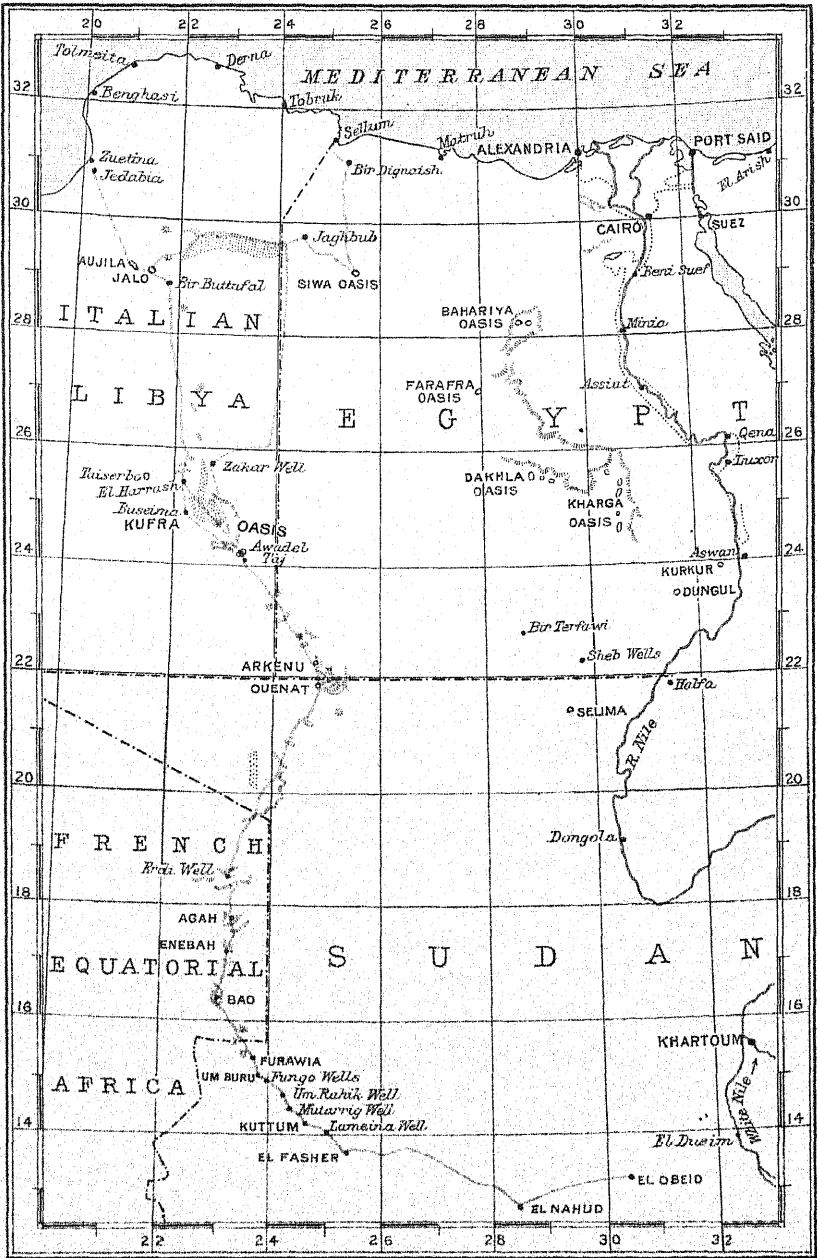 20 22 24 26 28 30 32
Tolmeita
Derna
MEDITERRANEAN SEA
32 32
Benghasi
Tobruk
Sellum
Matruh
ALEXANDRIA
PORT SAID
Zuetina
Jedabia
Bir Dignaish
El Arish
30 30
CAIRO
SUEZ
Jaghbub
AUJILA
JALO
Bir Buttafal
SIWA OASIS
Beni Suef
ITALIAN
BAHARIYA
OASIS
28 28
Minia
LIBYA
FARAFRA
OASIS
Assiut
EGYPT
26 26
Qena
Luxor
Zakar Well
Taiserbo
El Harrash
DAKHLA
OASIS
KHARGA
OASIS
Buseima
KUFRA
OASIS
Awadel
Taj
24 24
Aswan
KURKUR
DUNGUL
Bir Terfawi
Sheb Wells
ARKENU
22 22
OUENAT
Halfa
SELIMA
R. Nile
20 20
FRENCH
Dongola
Erdi Well
18 18
AGAH
ENEBAH
SUDAN
EQUATORIAL
BAO
16 16
KHARTOUM
FURAWIA
UM BURU
Fungo Wells
AFRICA
Um Rahik Well
Mutarrig Well
White Nile
14 14
KUTTUM
Lameina Well
El Dueim
EL FASHER
EL OBEID
EL NAHUD
22 24 26 28 30 32